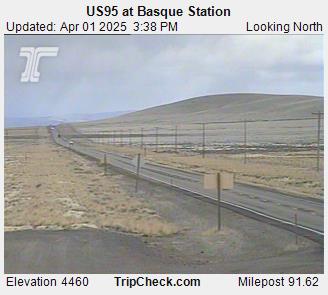 US95 at Basque Station
Updated: Apr 01 2025 3:38 PM Looking North
Elevation 4460 TripCheck.com Milepost 91.62